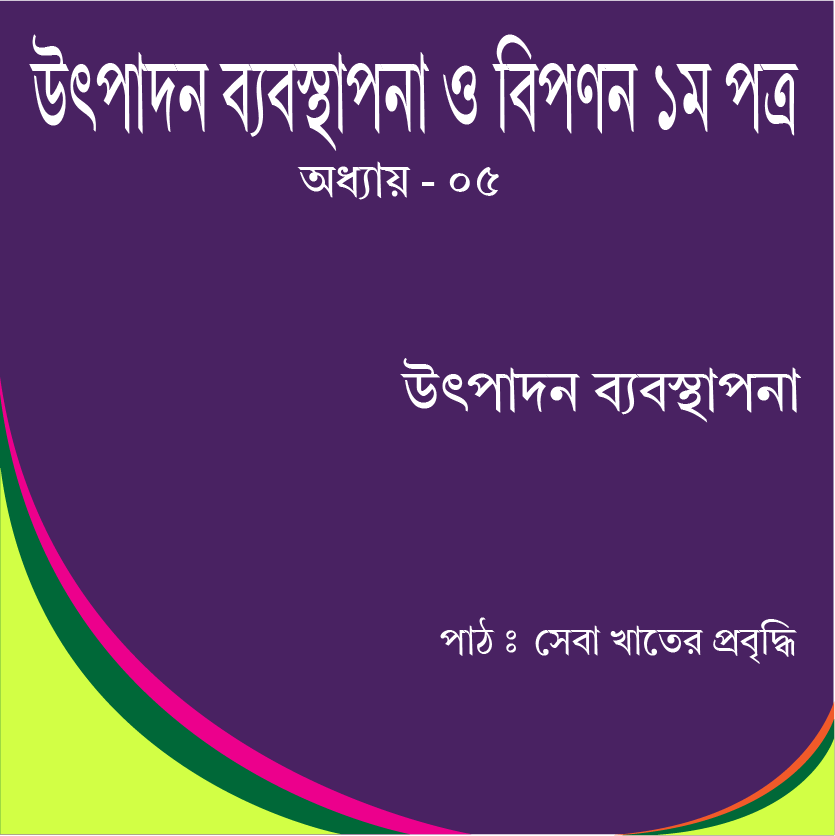 উৎপাদন ব্যবস্থাপনা ও বিপণন ১ম পত্র
অধ্যায় - ০৫
উৎপাদন ব্যবস্থাপনা
পাঠ ঃ সেবা খাতের প্রবৃদ্ধি